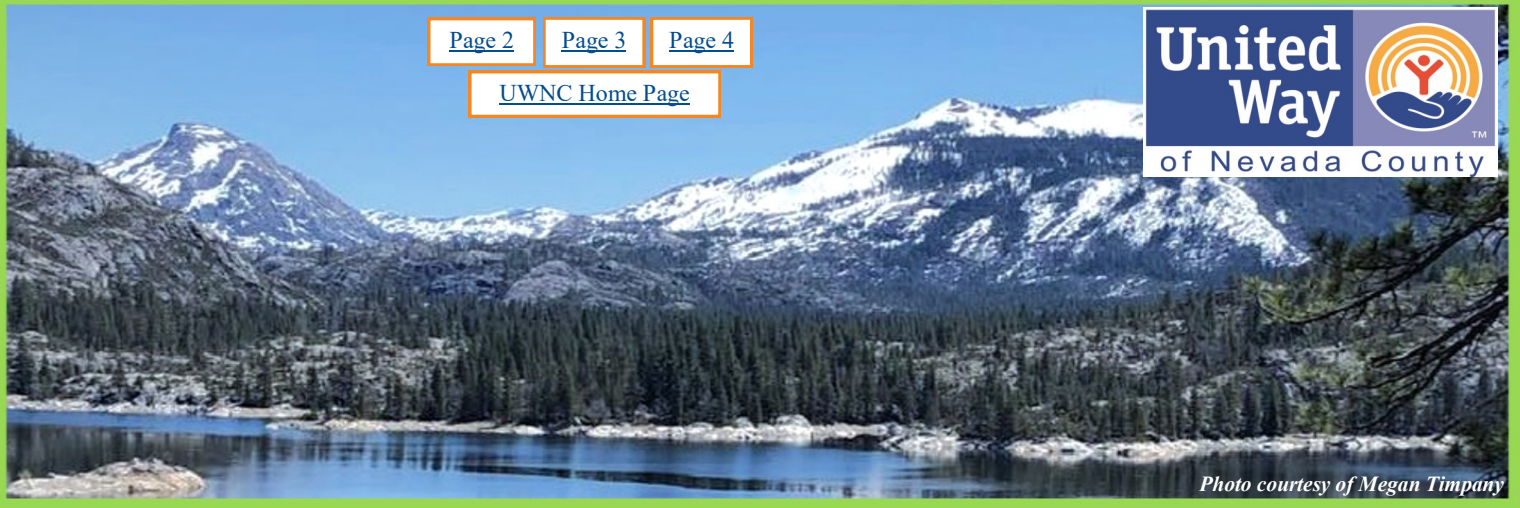 Page 2
Page 3
Page 4
UWNC Home Page
United
Way
TM
of Nevada County
Photo courtesy of Megan Timpany